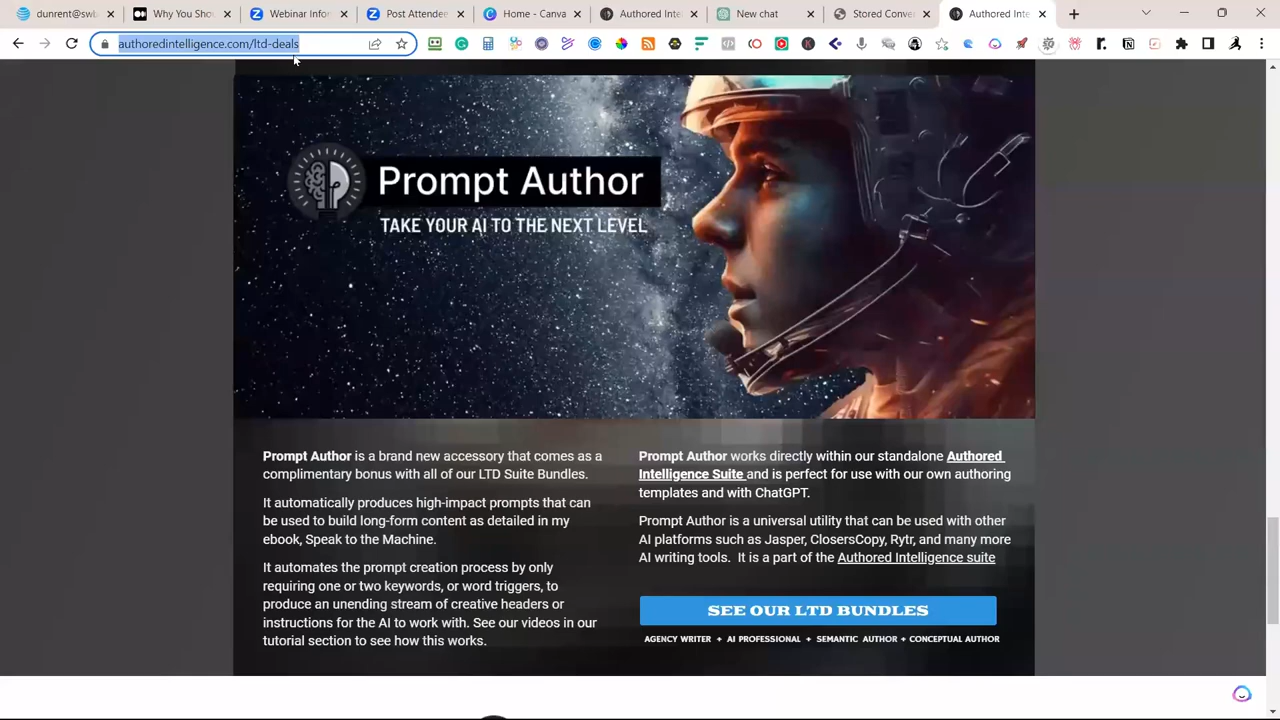 dunrent@swb
Why You Sho
Webinar Infor
Post Attendee
Home - Canva
Authored Inte
New chat
Stored Conve
Authored Inte
authoredintelligence.com/ltd-deals
Prompt Author
TAKE YOUR AI TO THE NEXT LEVEL
Prompt Author is a brand new accessory that comes as a
complimentary bonus with all of our LTD Suite Bundles.
It automatically produces high-impact prompts that can
be used to build long-form content as detailed in my
ebook, Speak to the Machine.
It automates the prompt creation process by only
requiring one or two keywords, or word triggers, to
produce an unending stream of creative headers or
instructions for the AI to work with. See our videos in our
tutorial section to see how this works.
Prompt Author works directly within our standalone Authored
Intelligence Suite and is perfect for use with our own authoring
templates and with ChatGPT.
Prompt Author is a universal utility that can be used with other
AI platforms such as Jasper, ClosersCopy, Rytr, and many more
AI writing tools. It is a part of the Authored Intelligence suite
SEE OUR LTD BUNDLES
AGENCY WRITER + AI PROFESSIONAL + SEMANTIC AUTHOR + CONCEPTUAL AUTHOR